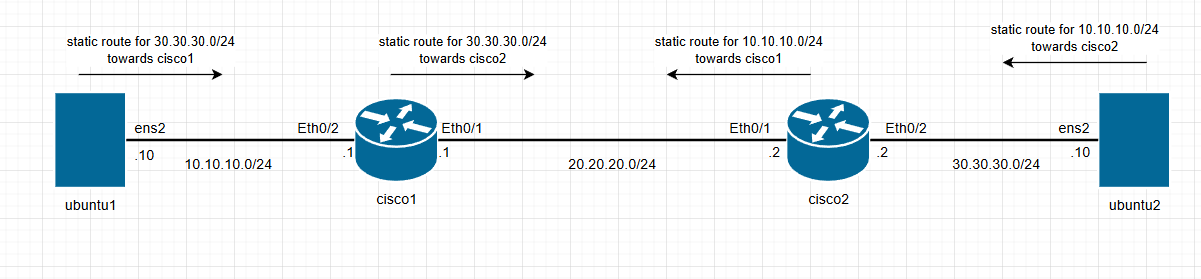 static route for 30.30.30.0/24
towards cisco1
static route for 30.30.30.0/24
towards cisco2
static route for 10.10.10.0/24
towards cisco1
static route for 10.10.10.0/24
towards cisco2
ens2
.10
10.10.10.0/24
Eth0/2
.1
Eth0/1
.1
20.20.20.0/24
Eth0/1
.2
Eth0/2
.2
30.30.30.0/24
ens2
.10
ubuntu1
cisco1
cisco2
ubuntu2